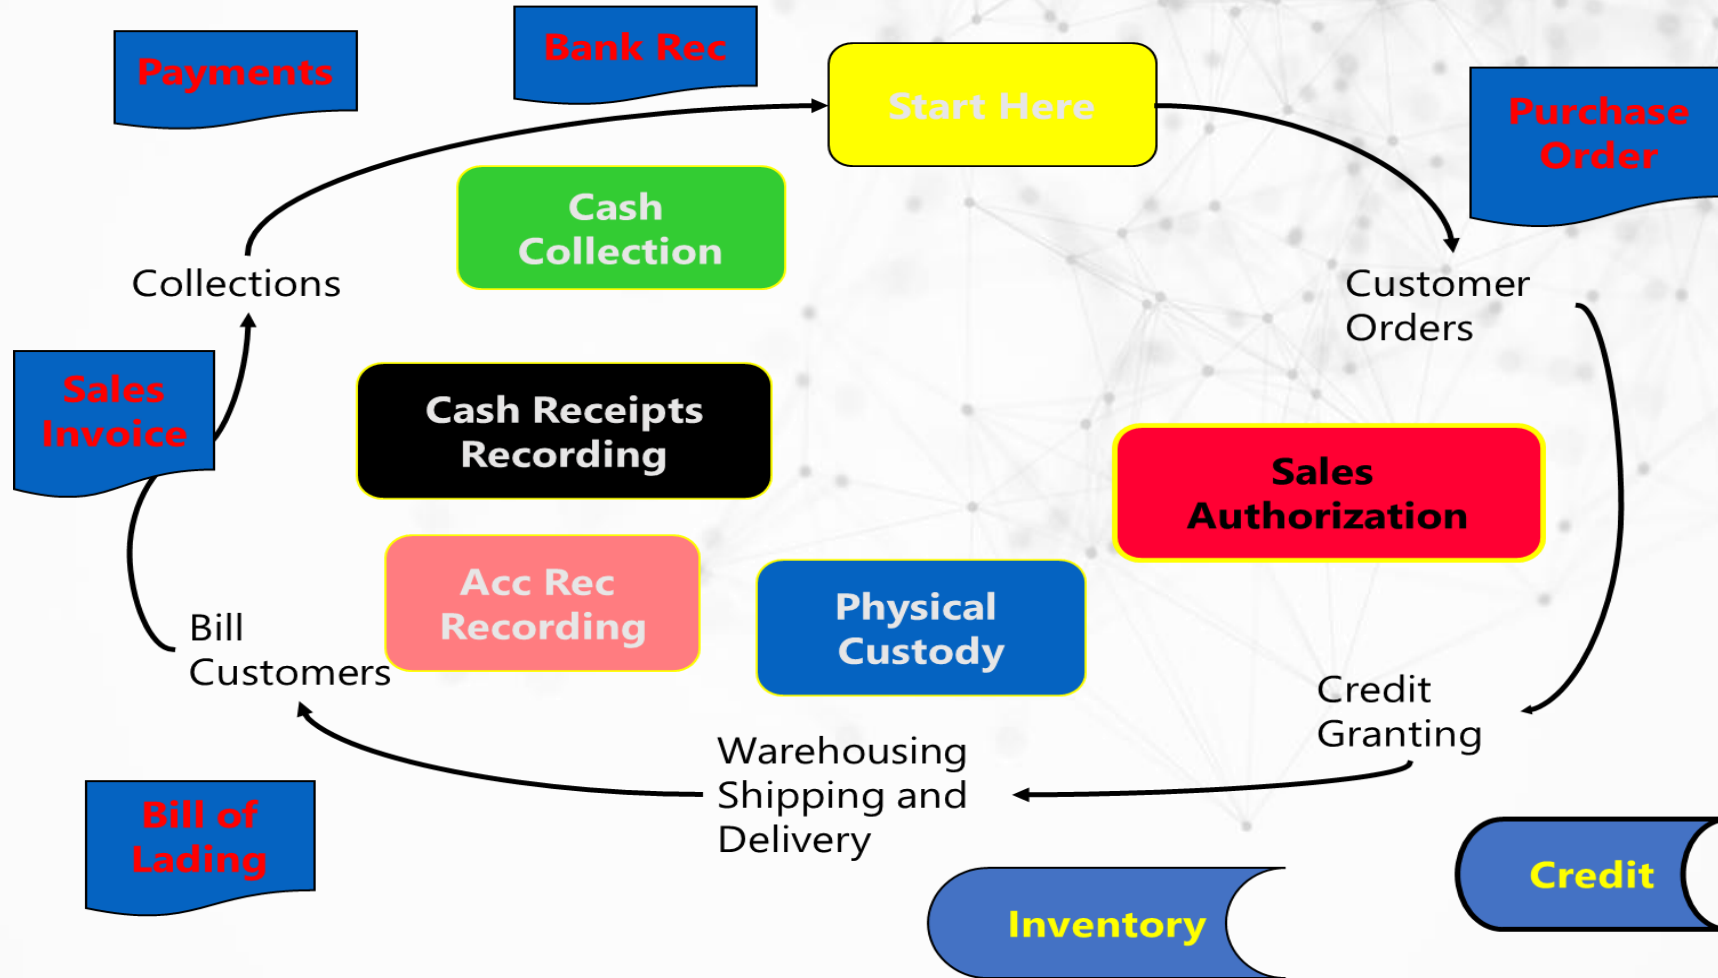 Payments
Bank Rec
Start Here
Purchase
Order
Cash
Collection
Collections
Customer
Orders
Sales
Invoice
Cash Receipts
Recording
Sales
Authorization
Acc Rec
Recording
Physical
Custody
Bill
Customers
Credit
Granting
Warehousing
Shipping and
Delivery
Bill of
Lading
Inventory
Credit